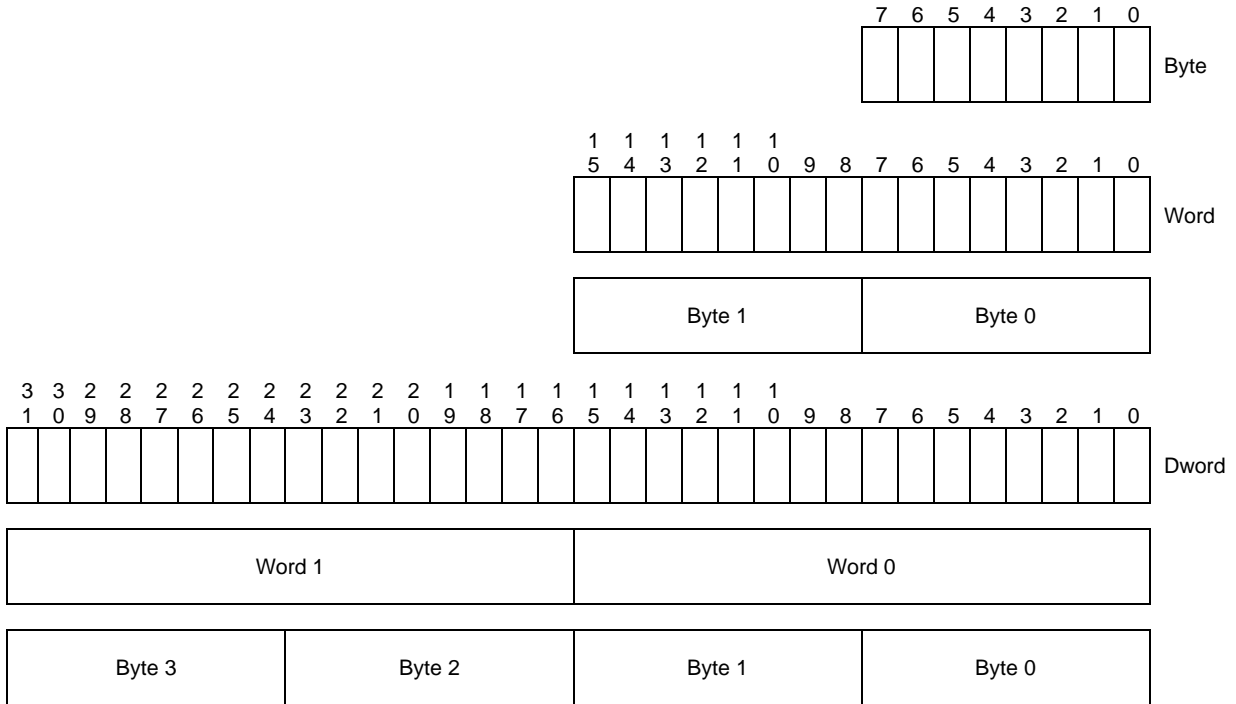 7 6 5 4 3 2 1 0
Byte
1 1 1 1 1 1
5 4 3 2 1 0 9 8 7 6 5 4 3 2 1 0
Word
Byte 1 Byte 0
3 3 2 2 2 2 2 2 2 2 2 2 1 1 1 1 1 1 1 1 1 1
1 0 9 8 7 6 5 4 3 2 1 0 9 8 7 6 5 4 3 2 1 0 9 8 7 6 5 4 3 2 1 0
Dword
Word 1 Word 0
Byte 3 Byte 2 Byte 1 Byte 0